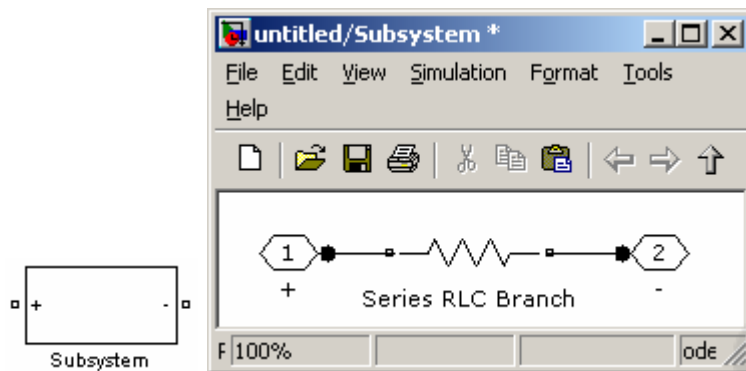 untitled/Subsystem *
File Edit View Simulation Format Tools
Help
1 2
+ -
Series RLC Branch
+ -
Subsystem
F 100% ode